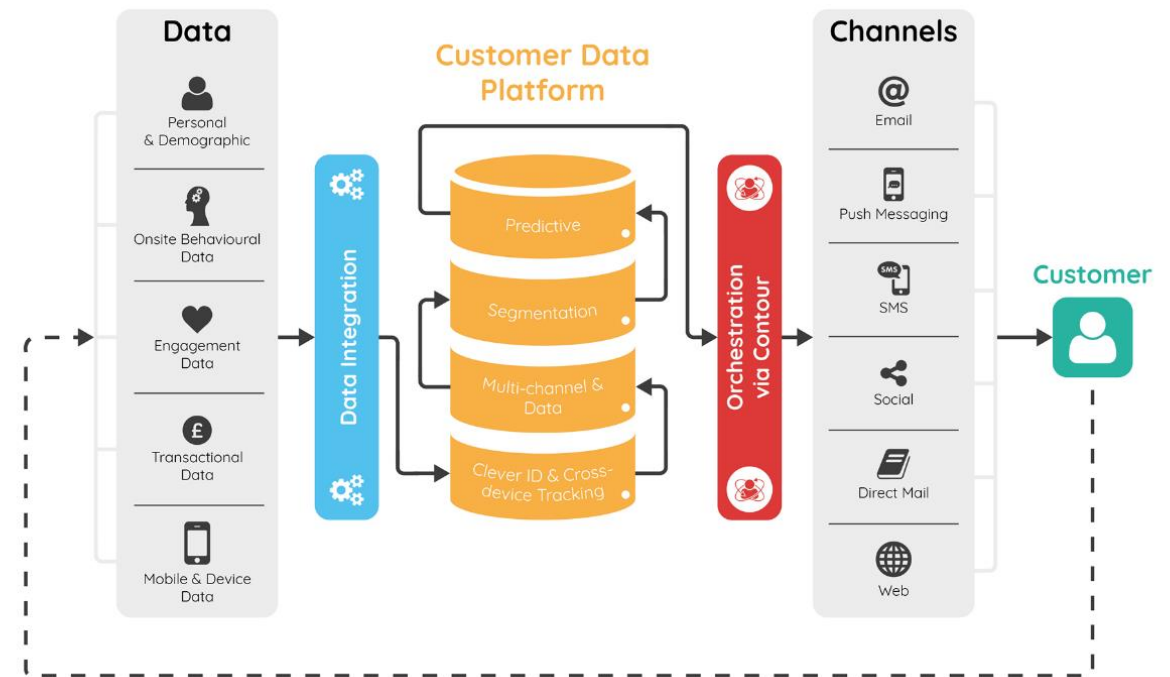 Data
Personal
& Demographic
Onsite Behavioural
Data
Engagement
Data
£
Transactional
Data
Mobile & Device
Data
Data Integration
Customer Data
Platform
Predictive
Segmentation
Multi-channel &
Data
Clever ID & Cross-
device Tracking
Orchestration
via Contour
Channels
@
Email
Push Messaging
SMS
SMS
Social
Direct Mail
Web
Customer